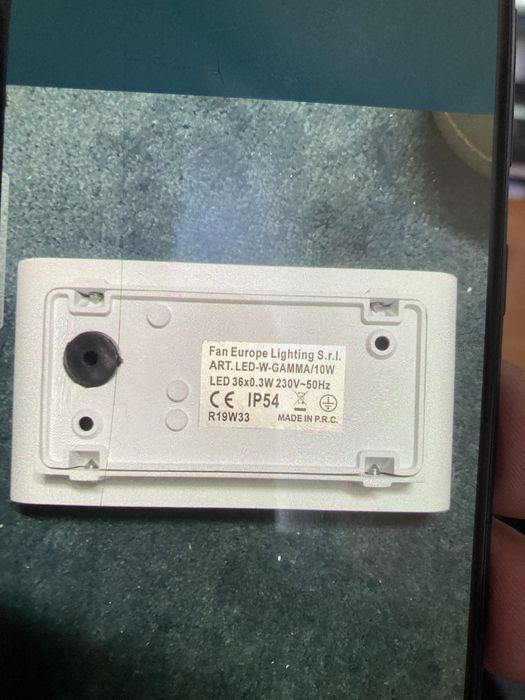 Fan Europe Lighting S.r.l.
ART. LED-W-GAMMA/10W
LED 36x0.3W 230V~50Hz
CE IP54
R19W33 MADE IN P.R.C.